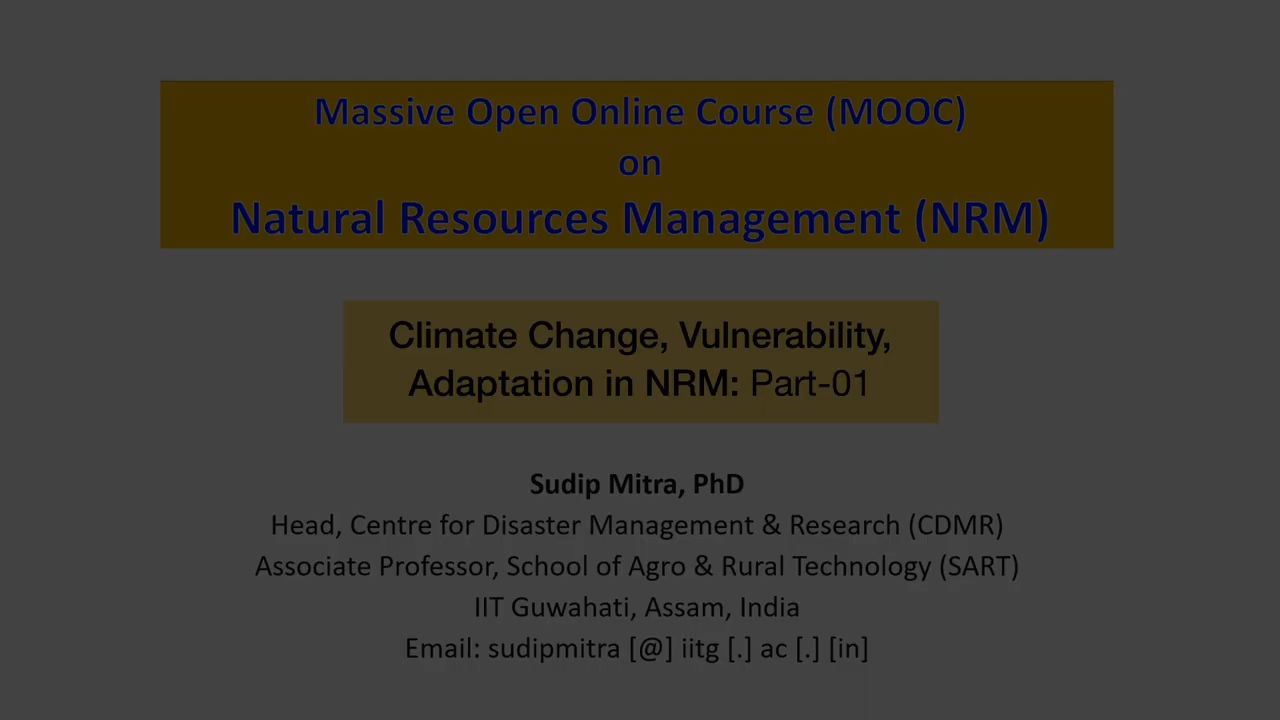 Massive Open Online Course (MOOC)
on
Natural Resources Management (NRM)
Climate Change, Vulnerability,
Adaptation in NRM: Part-01
Sudip Mitra, PhD
Head, Centre for Disaster Management & Research (CDMR)
Associate Professor, School of Agro & Rural Technology (SART)
IIT Guwahati, Assam, India
Email: sudipmitra [@] iitg [.] ac [.] [in]